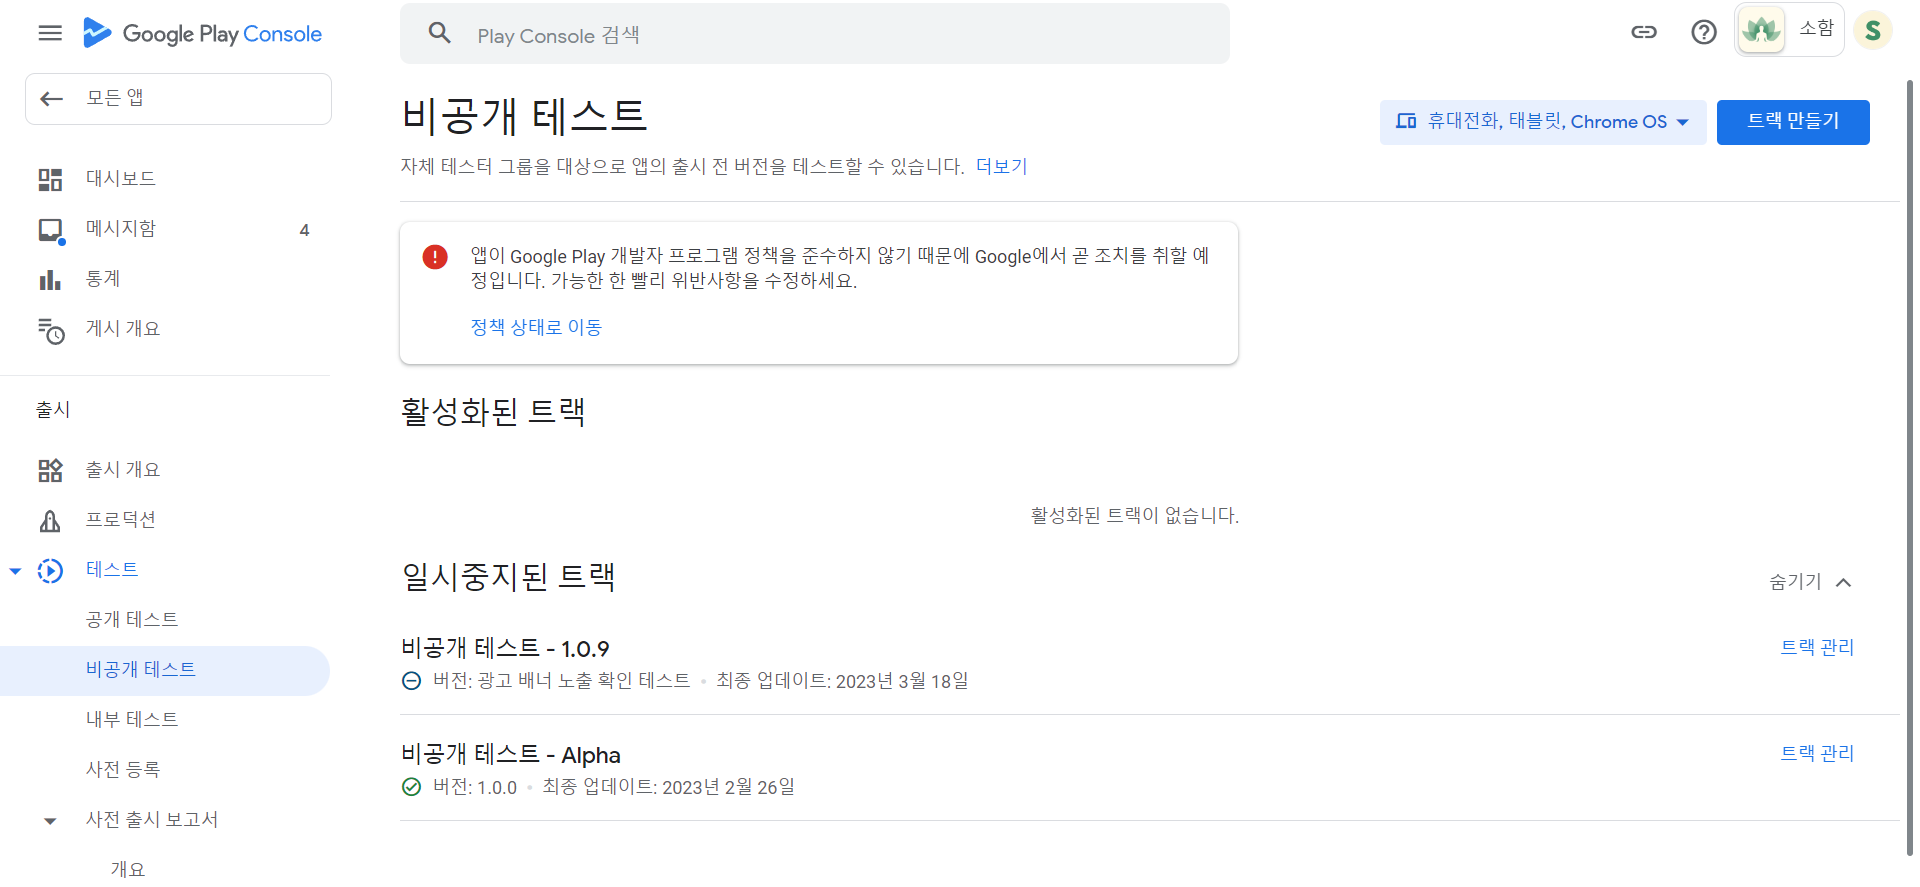 Google Play Console
Play Console 검색
소함
S
모든 앱
대시보드
메시지함 4
통계
게시 개요
출시
출시 개요
프로덕션
테스트
공개 테스트
비공개 테스트
내부 테스트
사전 등록
사전 출시 보고서
개요
비공개 테스트
휴대전화, 태블릿, Chrome OS
트랙 만들기
자체 테스터 그룹을 대상으로 앱의 출시 전 버전을 테스트할 수 있습니다. 더보기
앱이 Google Play 개발자 프로그램 정책을 준수하지 않기 때문에 Google에서 곧 조치를 취할 예
정입니다. 가능한 한 빨리 위반사항을 수정하세요.
정책 상태로 이동
활성화된 트랙
활성화된 트랙이 없습니다.
일시중지된 트랙
숨기기
비공개 테스트 - 1.0.9
트랙 관리
버전: 광고 배너 노출 확인 테스트 • 최종 업데이트: 2023년 3월 18일
비공개 테스트 - Alpha
트랙 관리
버전: 1.0.0 • 최종 업데이트: 2023년 2월 26일